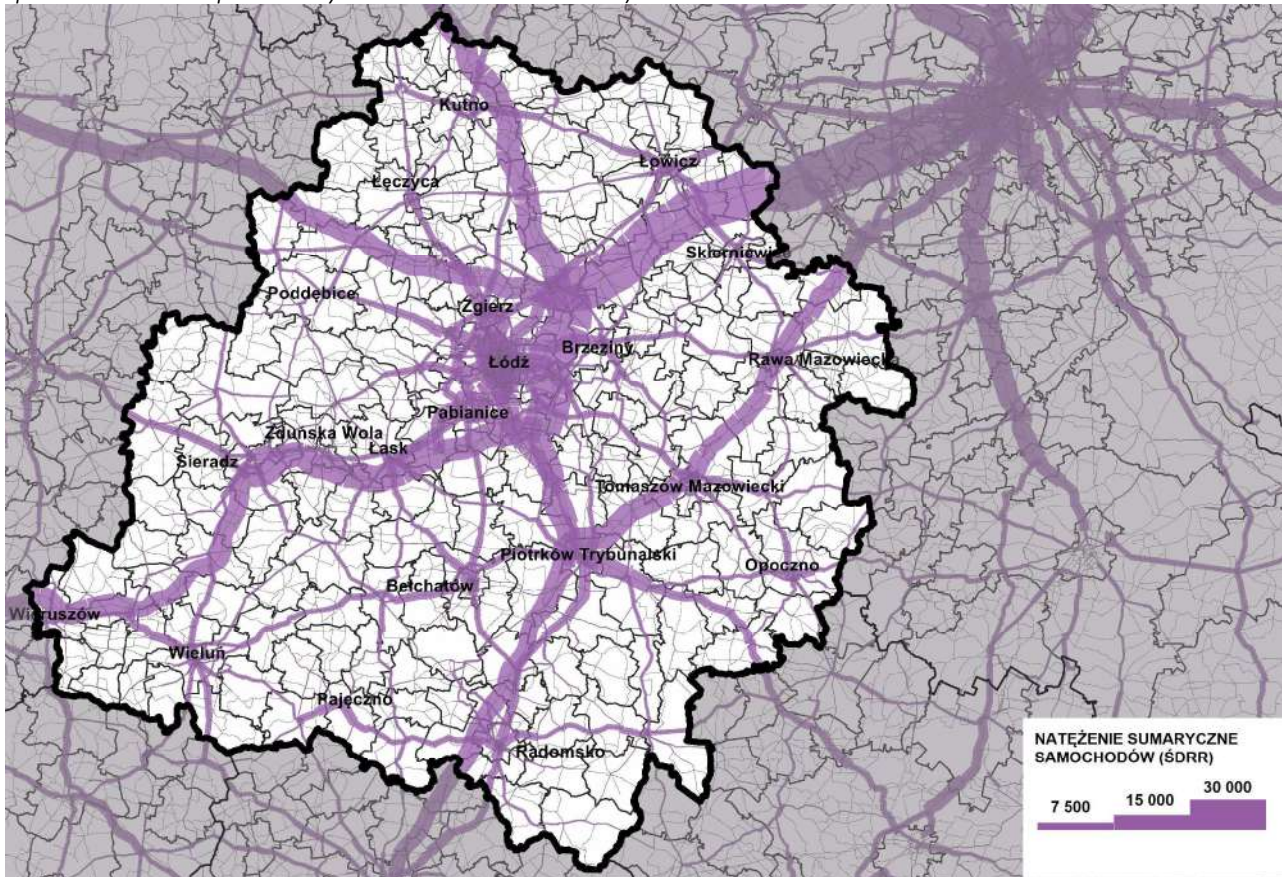 Kutno
Łowicz
Łęczyca
Skierniewice
Poddębice
Zgierz
Brzeziny
Łódź
Rawa Mazowiecka
Pabianice
Zduńska Wola
Łask
Sieradz
Tomaszów Mazowiecki
Piotrków Trybunalski
Opoczno
Bełchatów
Wieruszów
Wieluń
Pajęczno
Radomsko
NATĘŻENIE SUMARYCZNE
SAMOCHODÓW (ŚDRR)
7 500 15 000 30 000